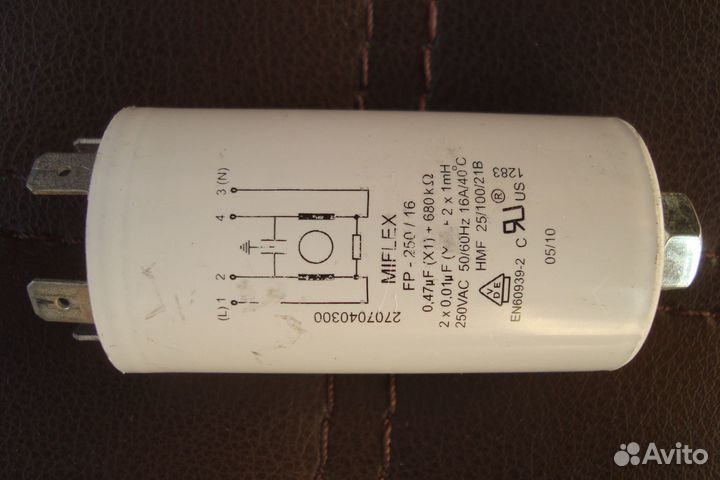 3 (N)
4
2
(L) 1
2707040300
MIFLEX
FP - 250 / 16
0.47µF (X1) + 680kΩ
2 x 0.01µF ( + 2 x 1mH
250VAC 50/60Hz 16A/40°C
HMF 25/100/21B
VDE
EN60939-2
C
US
®
1283
05/10
Avito